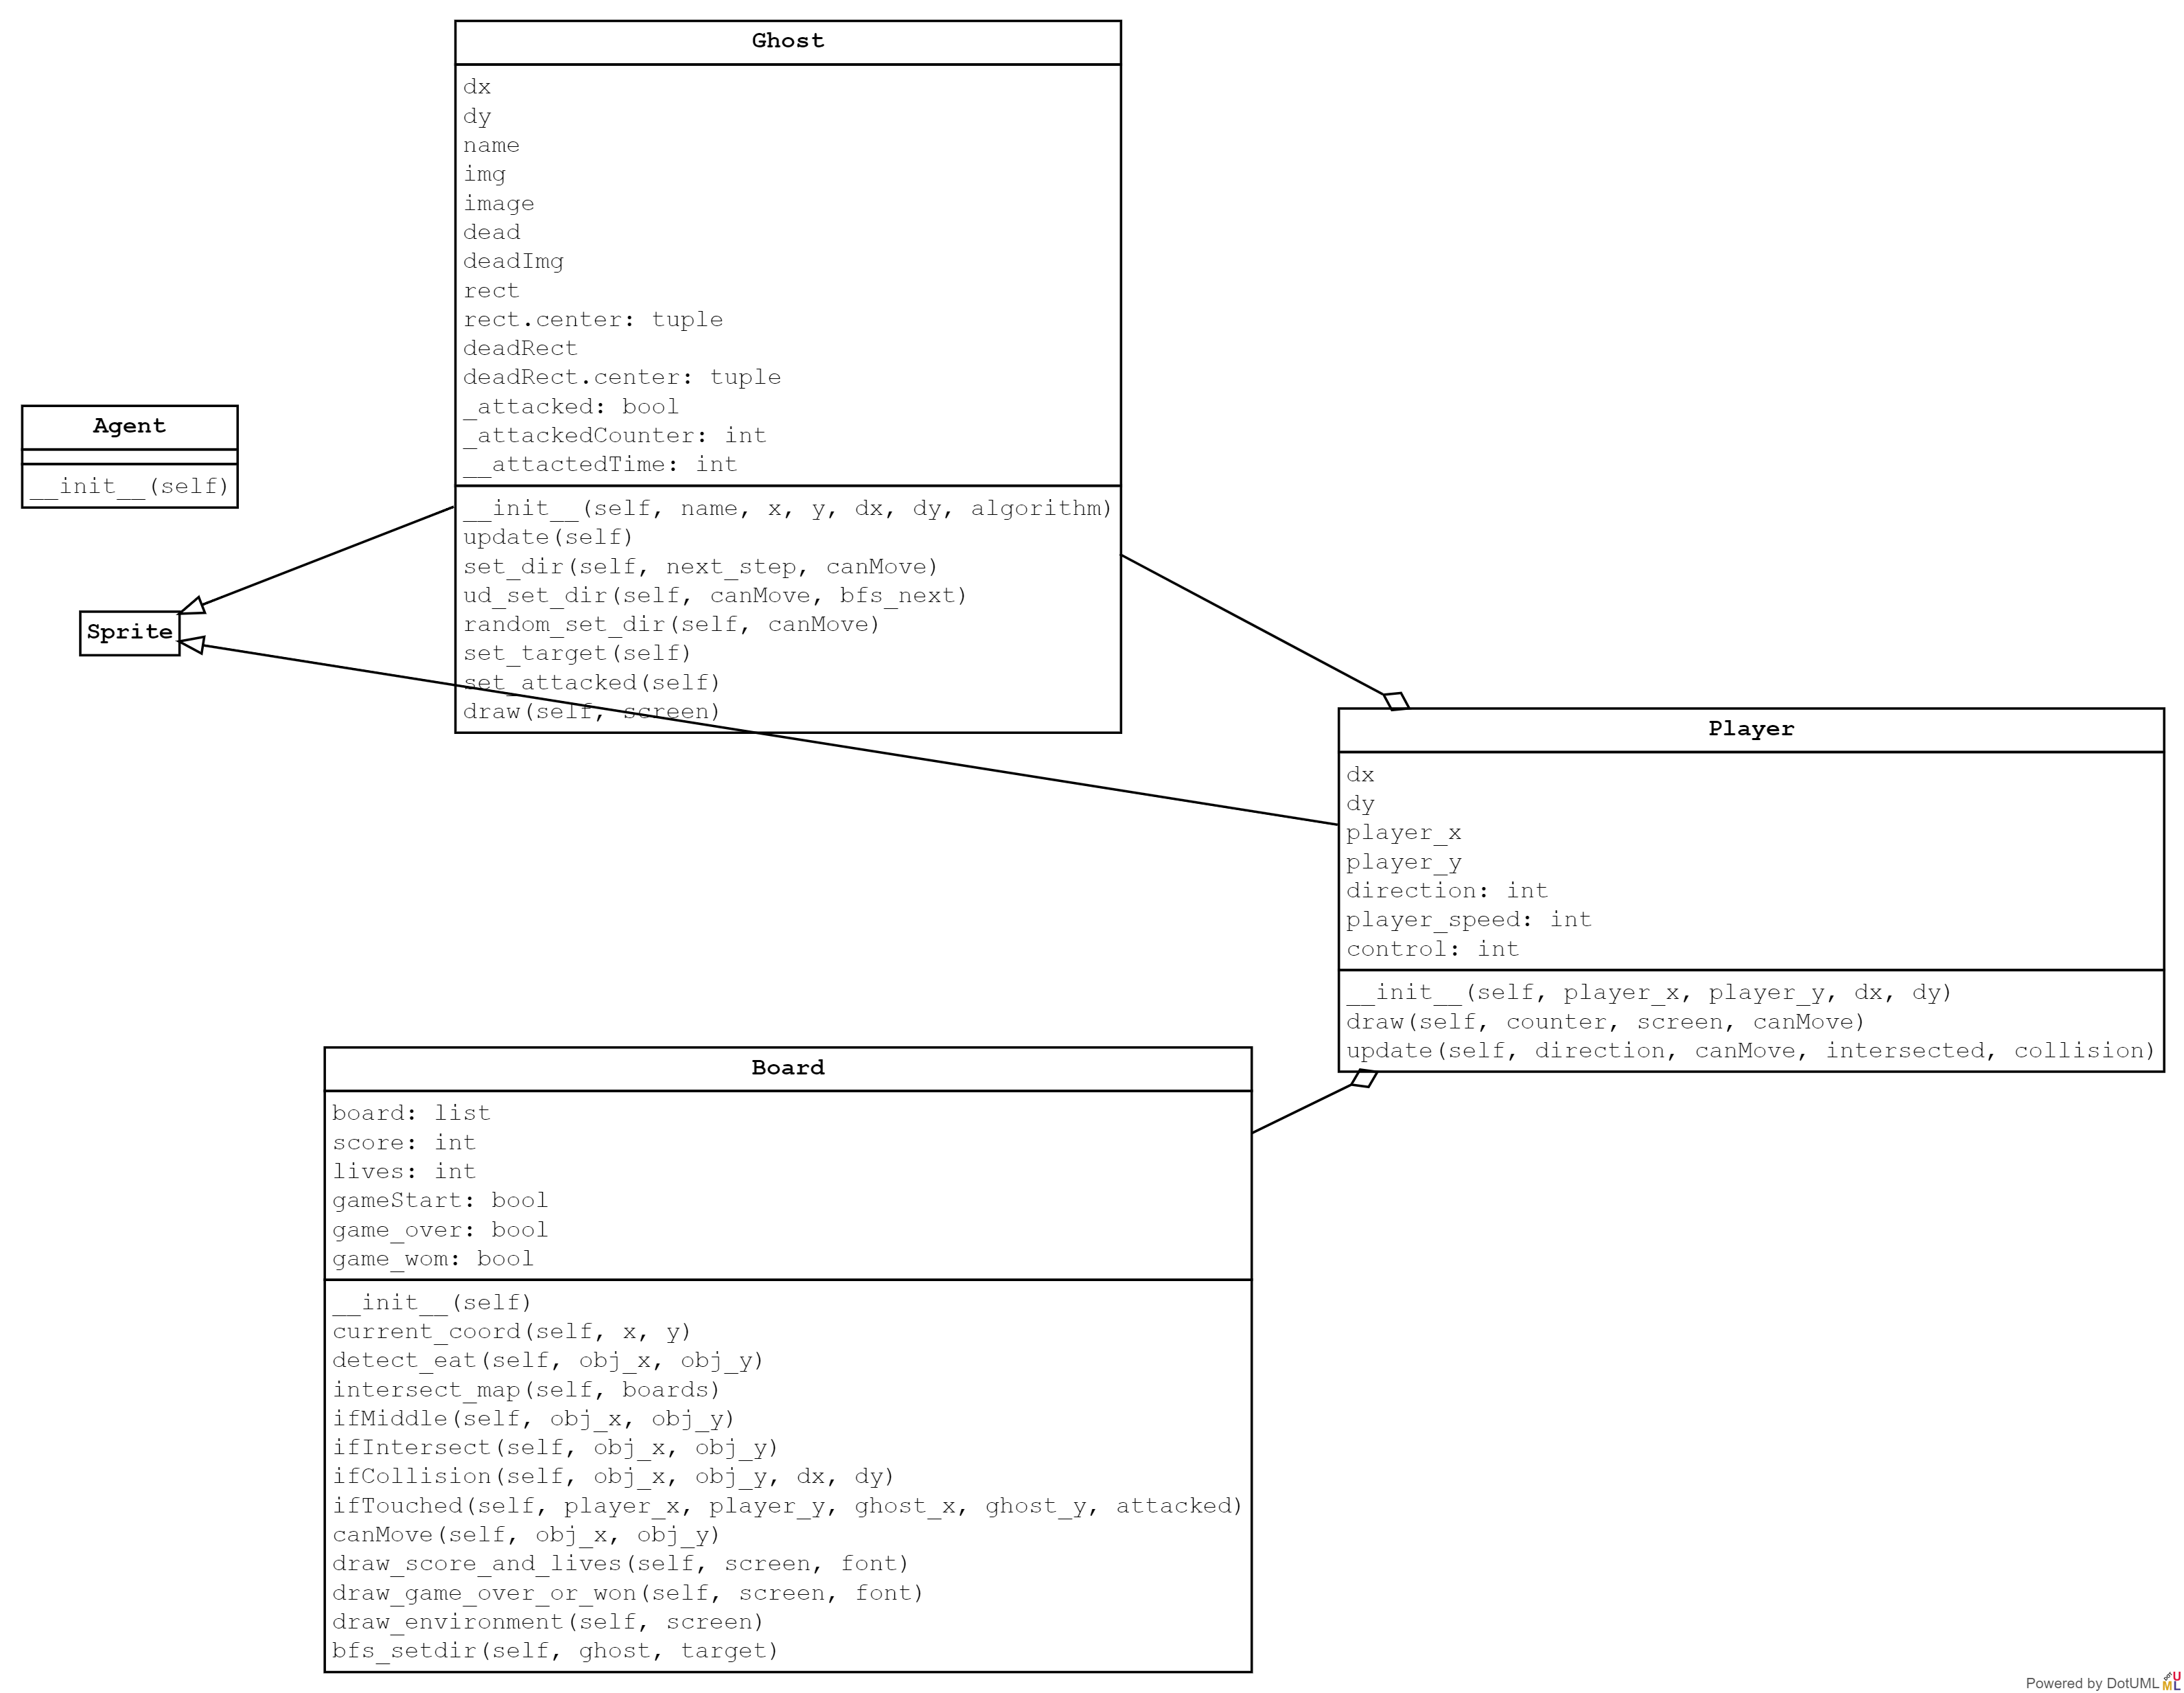 Ghost
dx
dy
name
img
image
dead
deadImg
rect
rect.center: tuple
deadRect
deadRect.center: tuple
_attacked: bool
_attackedCounter: int
__attactedTime: int
__init__(self, name, x, y, dx, dy, algorithm)
update(self)
set_dir(self, next_step, canMove)
ud_set_dir(self, canMove, bfs_next)
random_set_dir(self, canMove)
set_target(self)
set_attacked(self)
draw(self, screen)
Agent
__init__(self)
Sprite
Player
dx
dy
player_x
player_y
direction: int
player_speed: int
control: int
__init__(self, player_x, player_y, dx, dy)
draw(self, counter, screen, canMove)
update(self, direction, canMove, intersected, collision)
Board
board: list
score: int
lives: int
gameStart: bool
game_over: bool
game_wom: bool
__init__(self)
current_coord(self, x, y)
detect_eat(self, obj_x, obj_y)
intersect_map(self, boards)
ifMiddle(self, obj_x, obj_y)
ifIntersect(self, obj_x, obj_y)
ifCollision(self, obj_x, obj_y, dx, dy)
ifTouched(self, player_x, player_y, ghost_x, ghost_y, attacked)
canMove(self, obj_x, obj_y)
draw_score_and_lives(self, screen, font)
draw_game_over_or_won(self, screen, font)
draw_environment(self, screen)
bfs_setdir(self, ghost, target)
Powered by DotUML
Dot U
M L